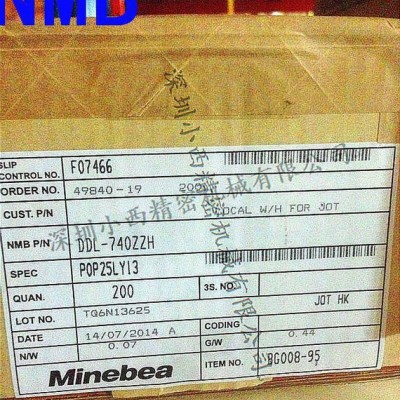 NMB
SLIP
CONTROL NO. F07466
ORDER NO. 49840-19
CUST. P/N LOCAL W/H FOR JOT
NMB P/N DDL-740ZZH
SPEC P0P25LY13
QUAN. 200 3S. NO.
LOT NO. TQ6N13625 JOT HK
DATE 14/07/2014 A CODING
N/W 0.07 G/W 0.44
Minebea ITEM NO. BG008-95
深圳小西精密机械有限公司
深圳小西精密机械有限公司